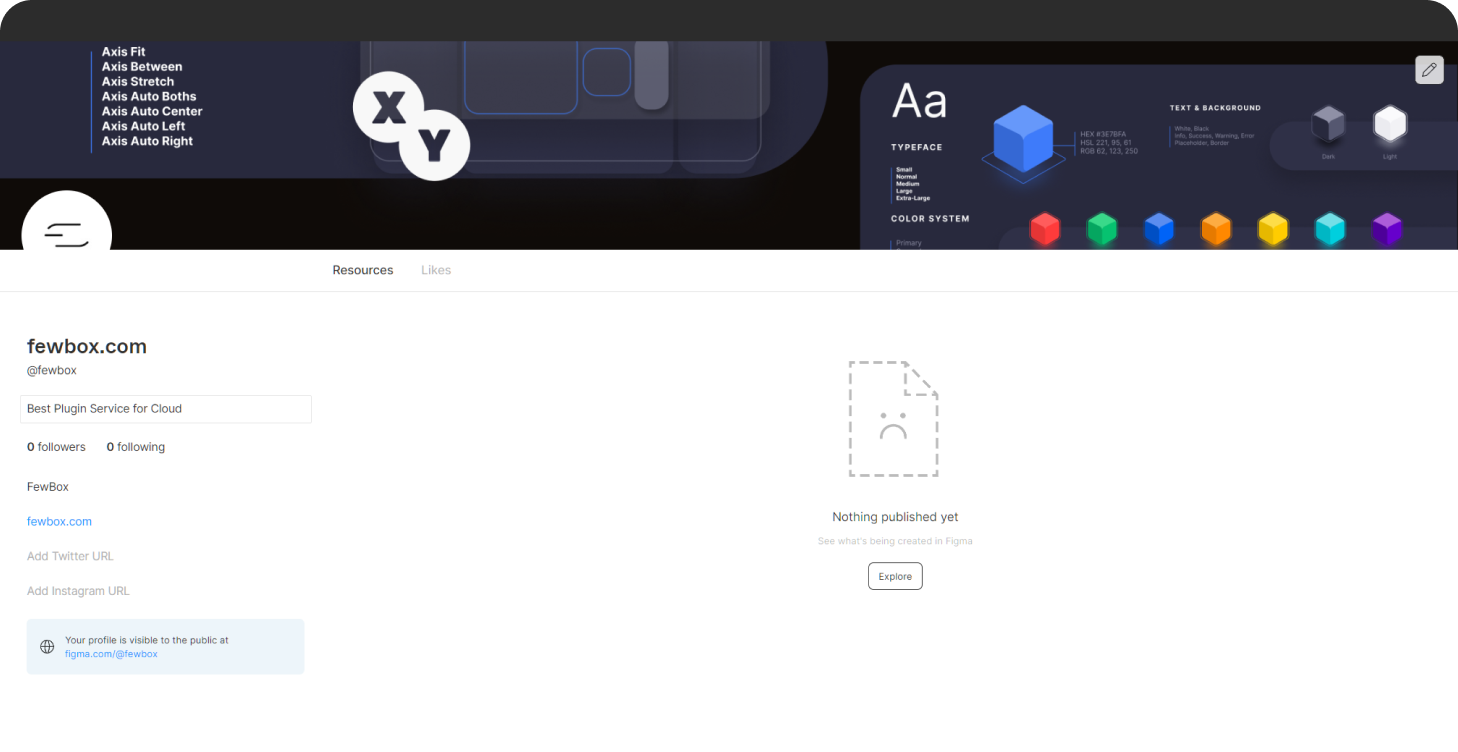 Axis Fit
Axis Between
Axis Stretch
Axis Auto Boths
Axis Auto Center
Axis Auto Left
Axis Auto Right
X
Y
Aa
TYPEFACE
Small
Normal
Medium
Large
Extra-Large
HEX #3E7BFA
HSL 221, 95, 61
RGB 62, 123, 250
TEXT & BACKGROUND
White, Black
Info, Success, Warning, Error
Placeholder, Border
Dark
Light
COLOR SYSTEM
Primary
Resources
Likes
fewbox.com
@fewbox
Best Plugin Service for Cloud
0 followers
0 following
FewBox
fewbox.com
Add Twitter URL
Add Instagram URL
Your profile is visible to the public at
figma.com/@fewbox
Nothing published yet
See what's being created in Figma
Explore